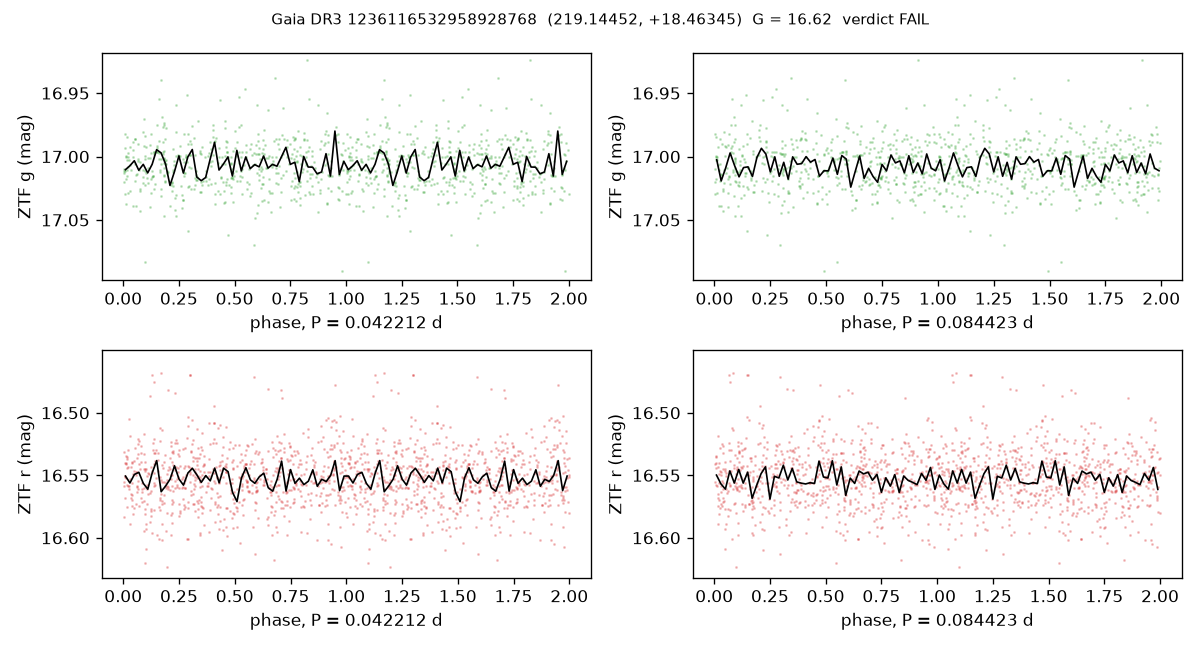 Gaia DR3 1236116532958928768 (219.14452, +18.46345) G = 16.62 verdict FAIL
ZTF g (mag)
16.95
17.00
17.05
0.00 0.25 0.50 0.75 1.00 1.25 1.50 1.75 2.00
phase, P = 0.042212 d
ZTF g (mag)
16.95
17.00
17.05
0.00 0.25 0.50 0.75 1.00 1.25 1.50 1.75 2.00
phase, P = 0.084423 d
ZTF r (mag)
16.50
16.55
16.60
0.00 0.25 0.50 0.75 1.00 1.25 1.50 1.75 2.00
phase, P = 0.042212 d
ZTF r (mag)
16.50
16.55
16.60
0.00 0.25 0.50 0.75 1.00 1.25 1.50 1.75 2.00
phase, P = 0.084423 d